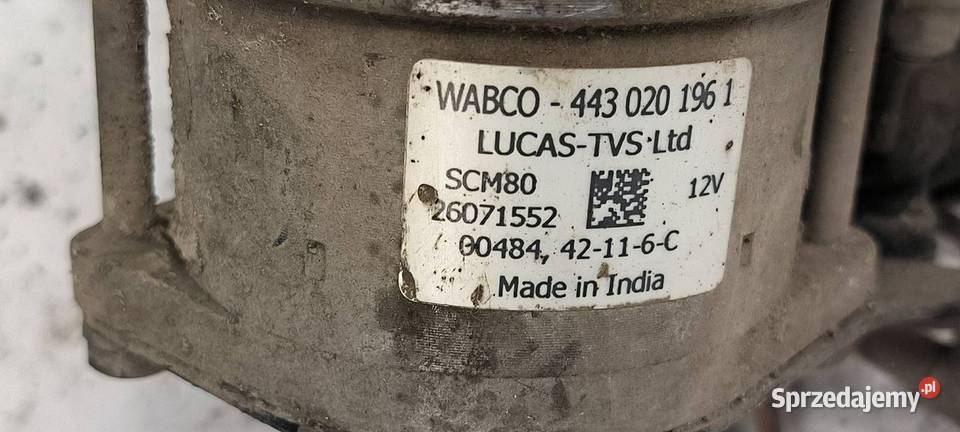 WABCO - 443 020 196 1
LUCAS-TVS Ltd
SCM80
12V
26071552
00484, 42-11-6-C
Made in India
Sprzedajemy.pl